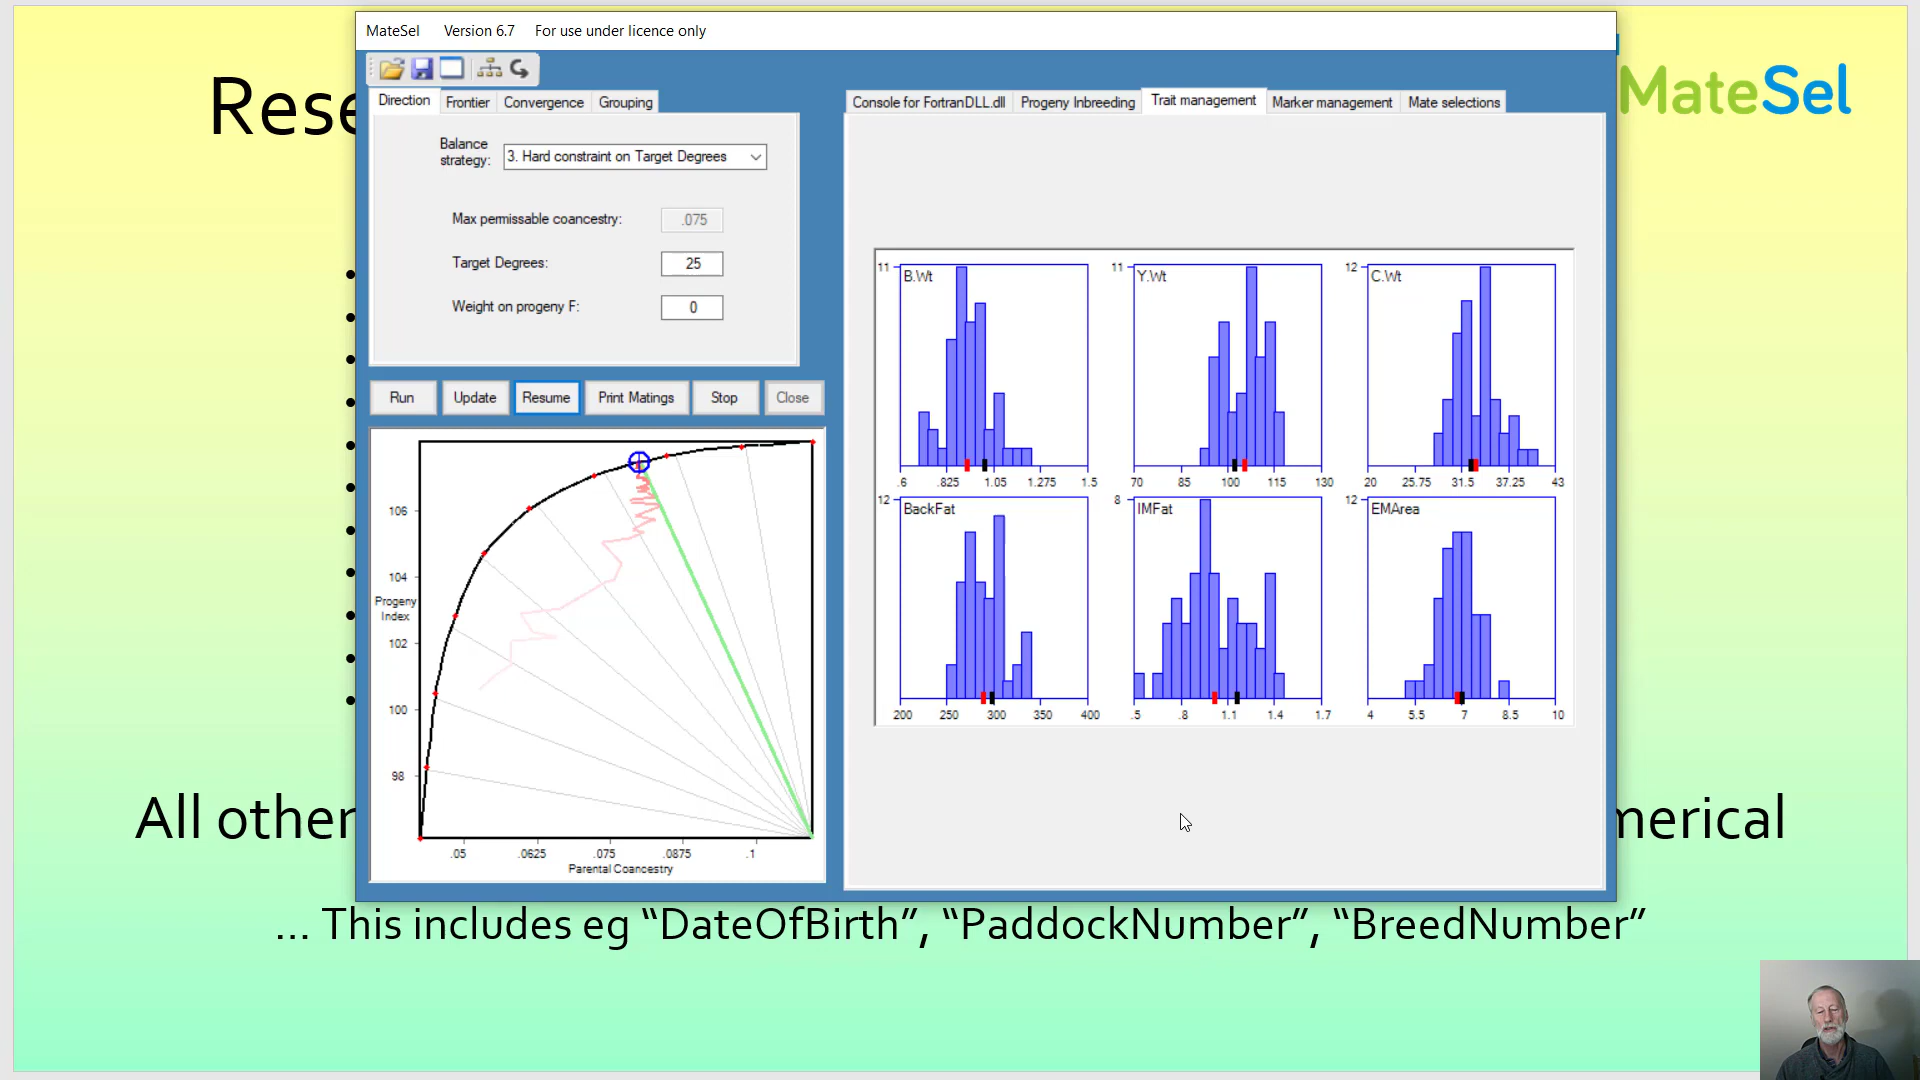 MateSel Version 6.7 For use under licence only
Rese
MateSel
Direction Frontier Convergence Grouping
Console for FortranDLL.dll Progeny Inbreeding Trait management Marker management Mate selections
Balance
strategy: 3. Hard constraint on Target Degrees
Max permissable coancestry: .075
Target Degrees: 25
Weight on progeny F: 0
Run Update Resume Print Matings Stop Close
106
104
Progeny
Index
102
100
98
.05 .0625 .075 .0875 .1
Parental Coancestry
11 B.Wt
.6 .825 1.05 1.275 1.5
11 Y.Wt
70 85 100 115 130
12 C.Wt
20 25.75 31.5 37.25 43
12 BackFat
200 250 300 350 400
8 IMFat
.5 .8 1.1 1.4 1.7
12 EMArea
4 5.5 7 8.5 10
All other
merical
... This includes eg “DateOfBirth”, “PaddockNumber”, “BreedNumber”